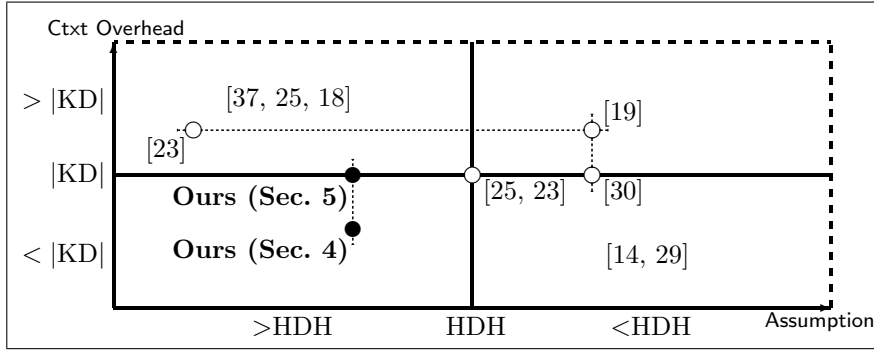 Ctxt Overhead
> |KD|
[37, 25, 18]
[19]
[23]
|KD|
Ours (Sec. 5)
[25, 23]
[30]
Ours (Sec. 4)
< |KD|
[14, 29]
>HDH
HDH
<HDH
Assumption